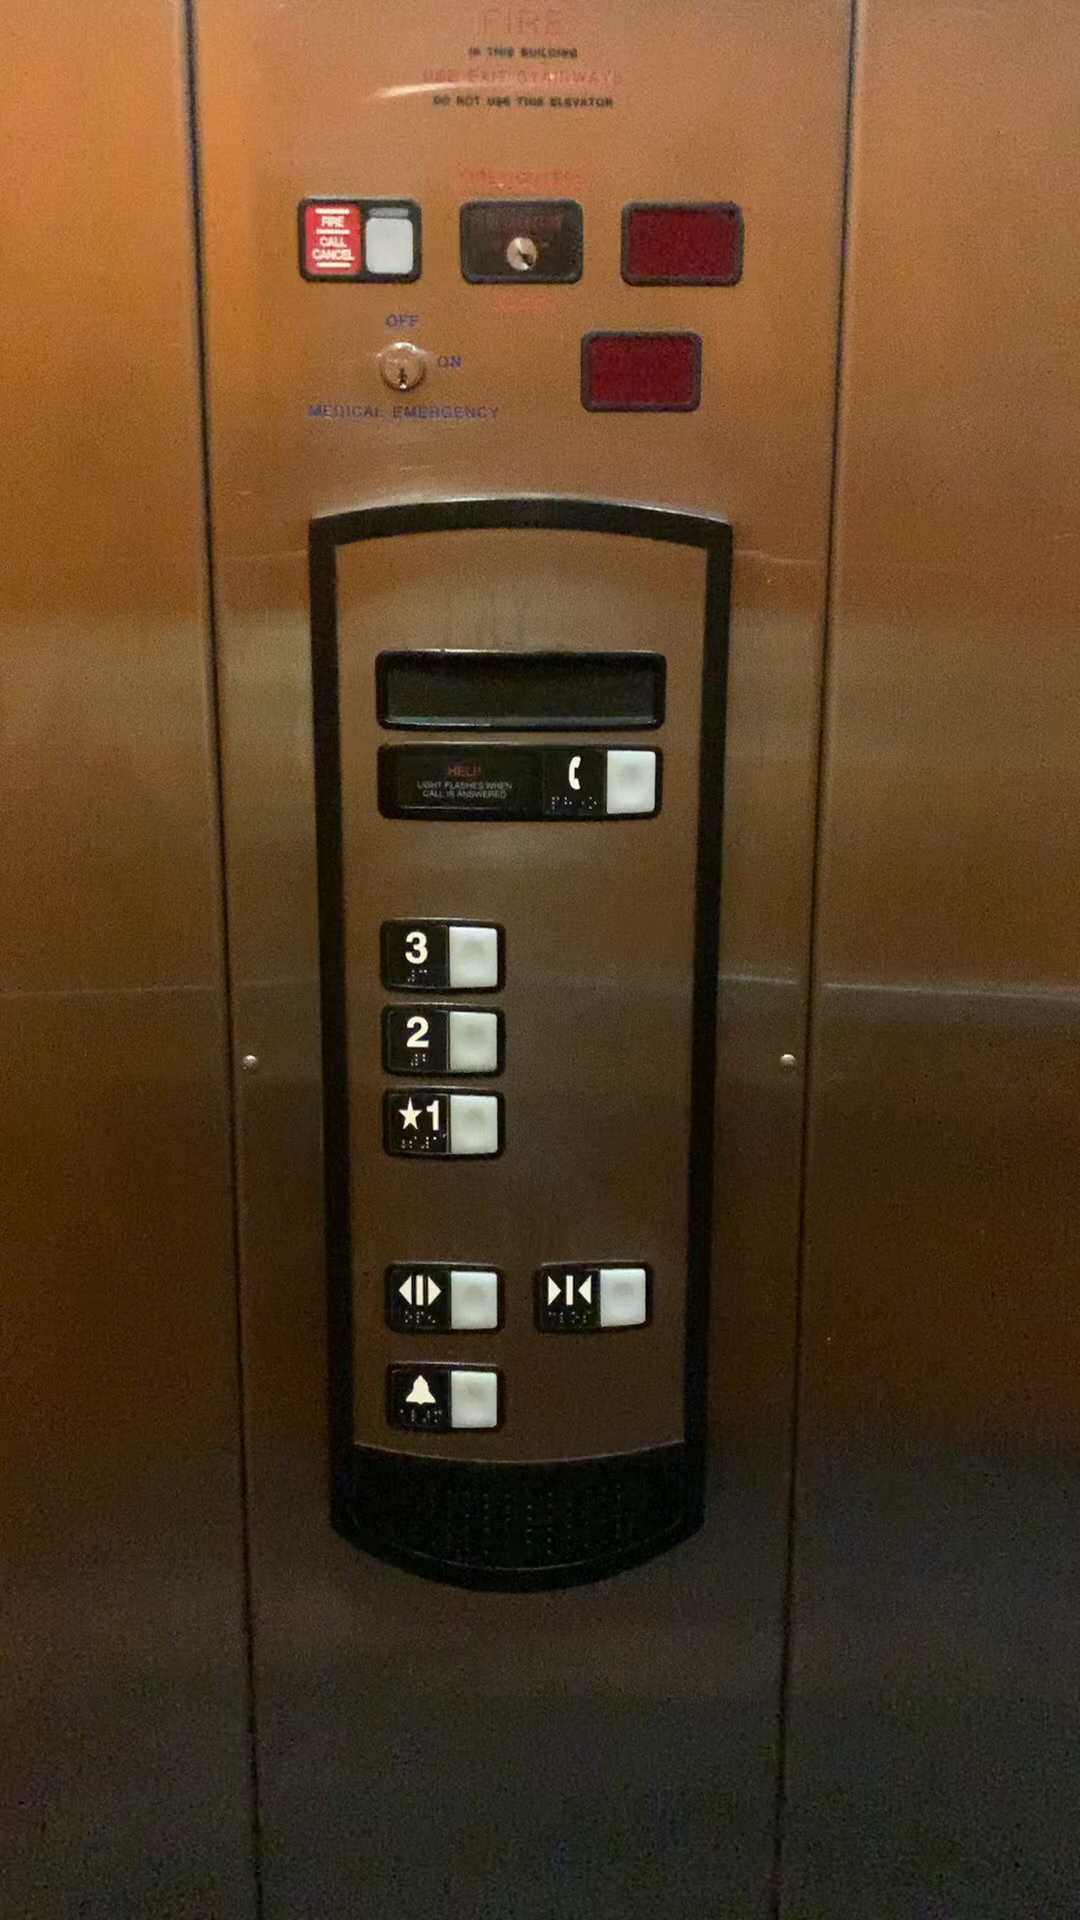 FIRE
IN THIS BUILDING
USE EXIT STAIRWAYS
DO NOT USE THIS ELEVATOR
FIRE
CALL
CANCEL
OFF
ON
MEDICAL EMERGENCY
HELP
LIGHT FLASHES WHEN
CALL IS ANSWERED
3
2
★1